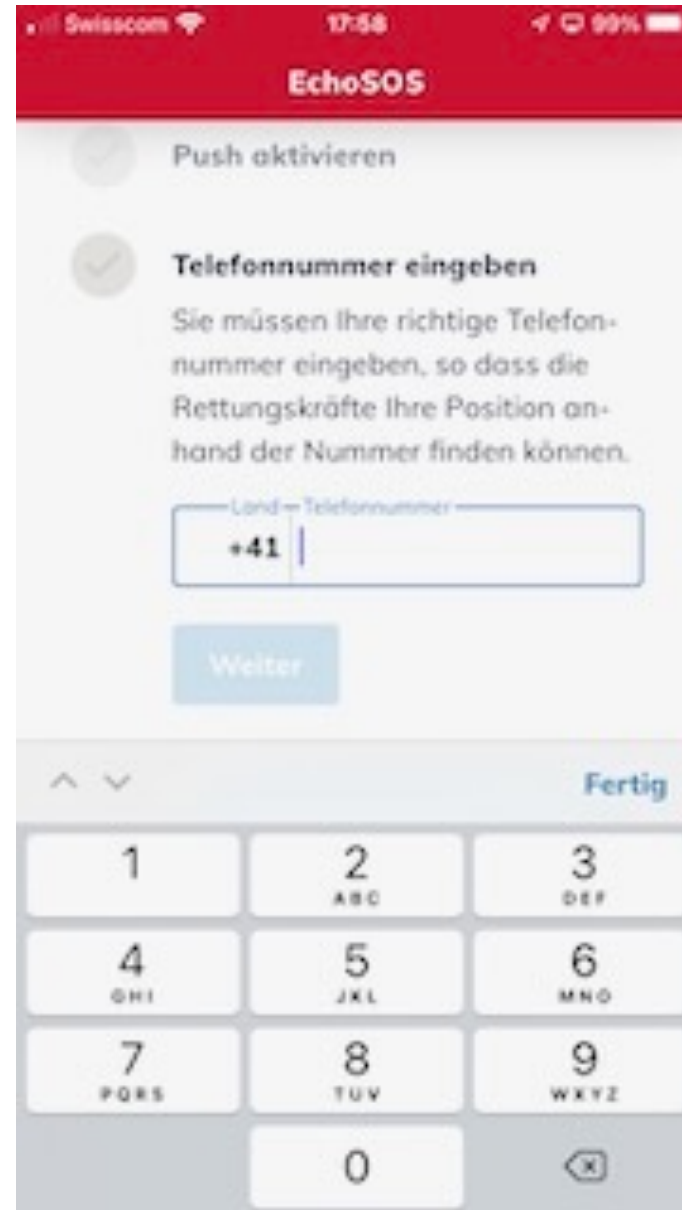 Swisscom 17:58 99%
EchoSOS
Push aktivieren
Telefonnummer eingeben
Sie müssen Ihre richtige Telefon-
nummer eingeben, so dass die
Rettungskräfte Ihre Position an-
hand der Nummer finden können.
Land Telefonnummer
+41
Weiter
Fertig
1 2 3
ABC DEF
4 5 6
GHI JKL MNO
7 8 9
PQRS TUV WXYZ
0